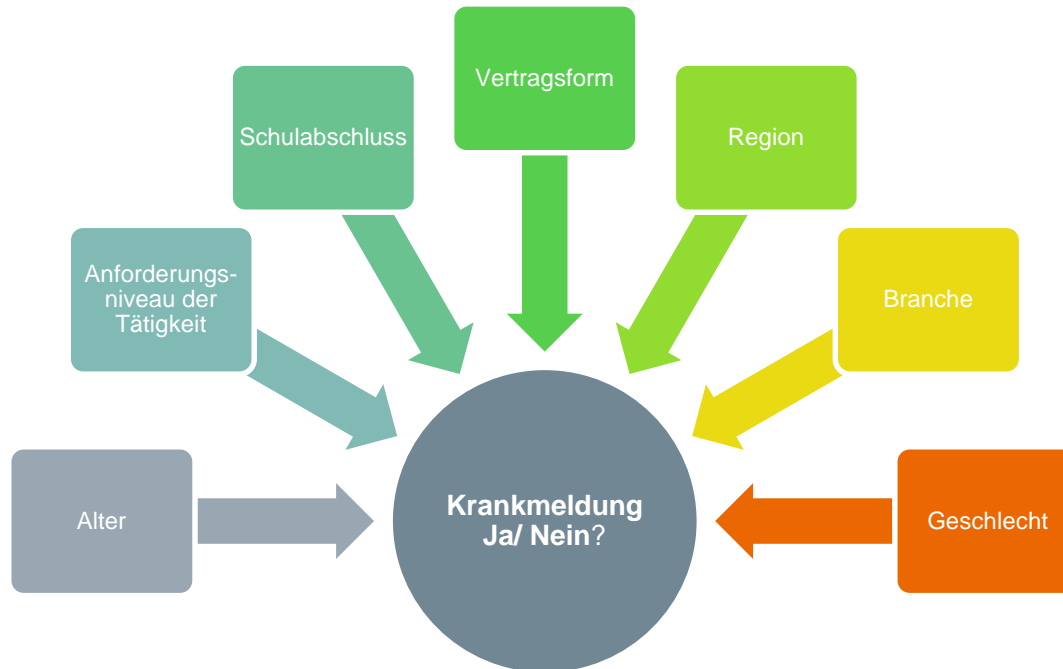 Vertragsform
Schulabschluss
Region
Anforderungs-
niveau der
Tätigkeit
Branche
Alter
Krankmeldung
Ja/ Nein?
Geschlecht